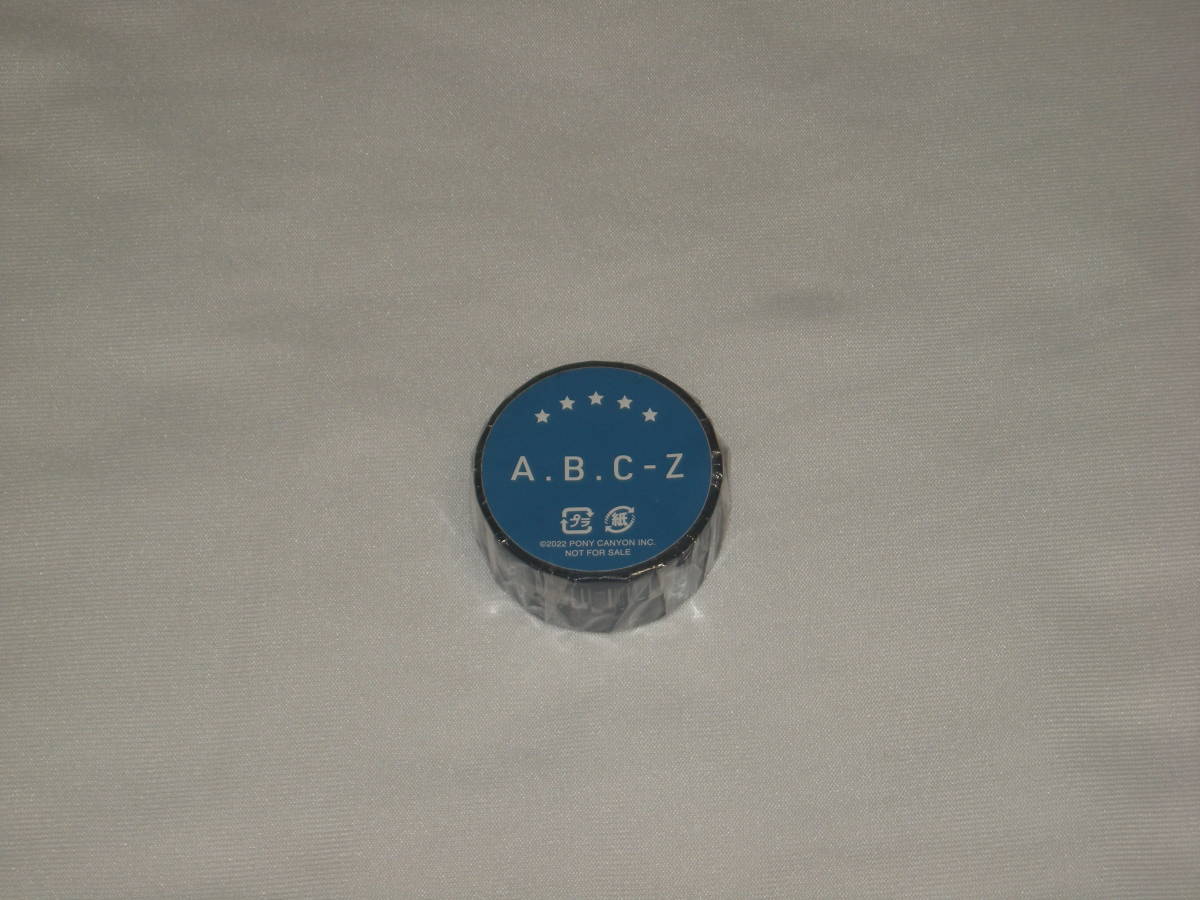 A.B.C-Z
プラ 紙
©2022 PONY CANYON INC.
NOT FOR SALE